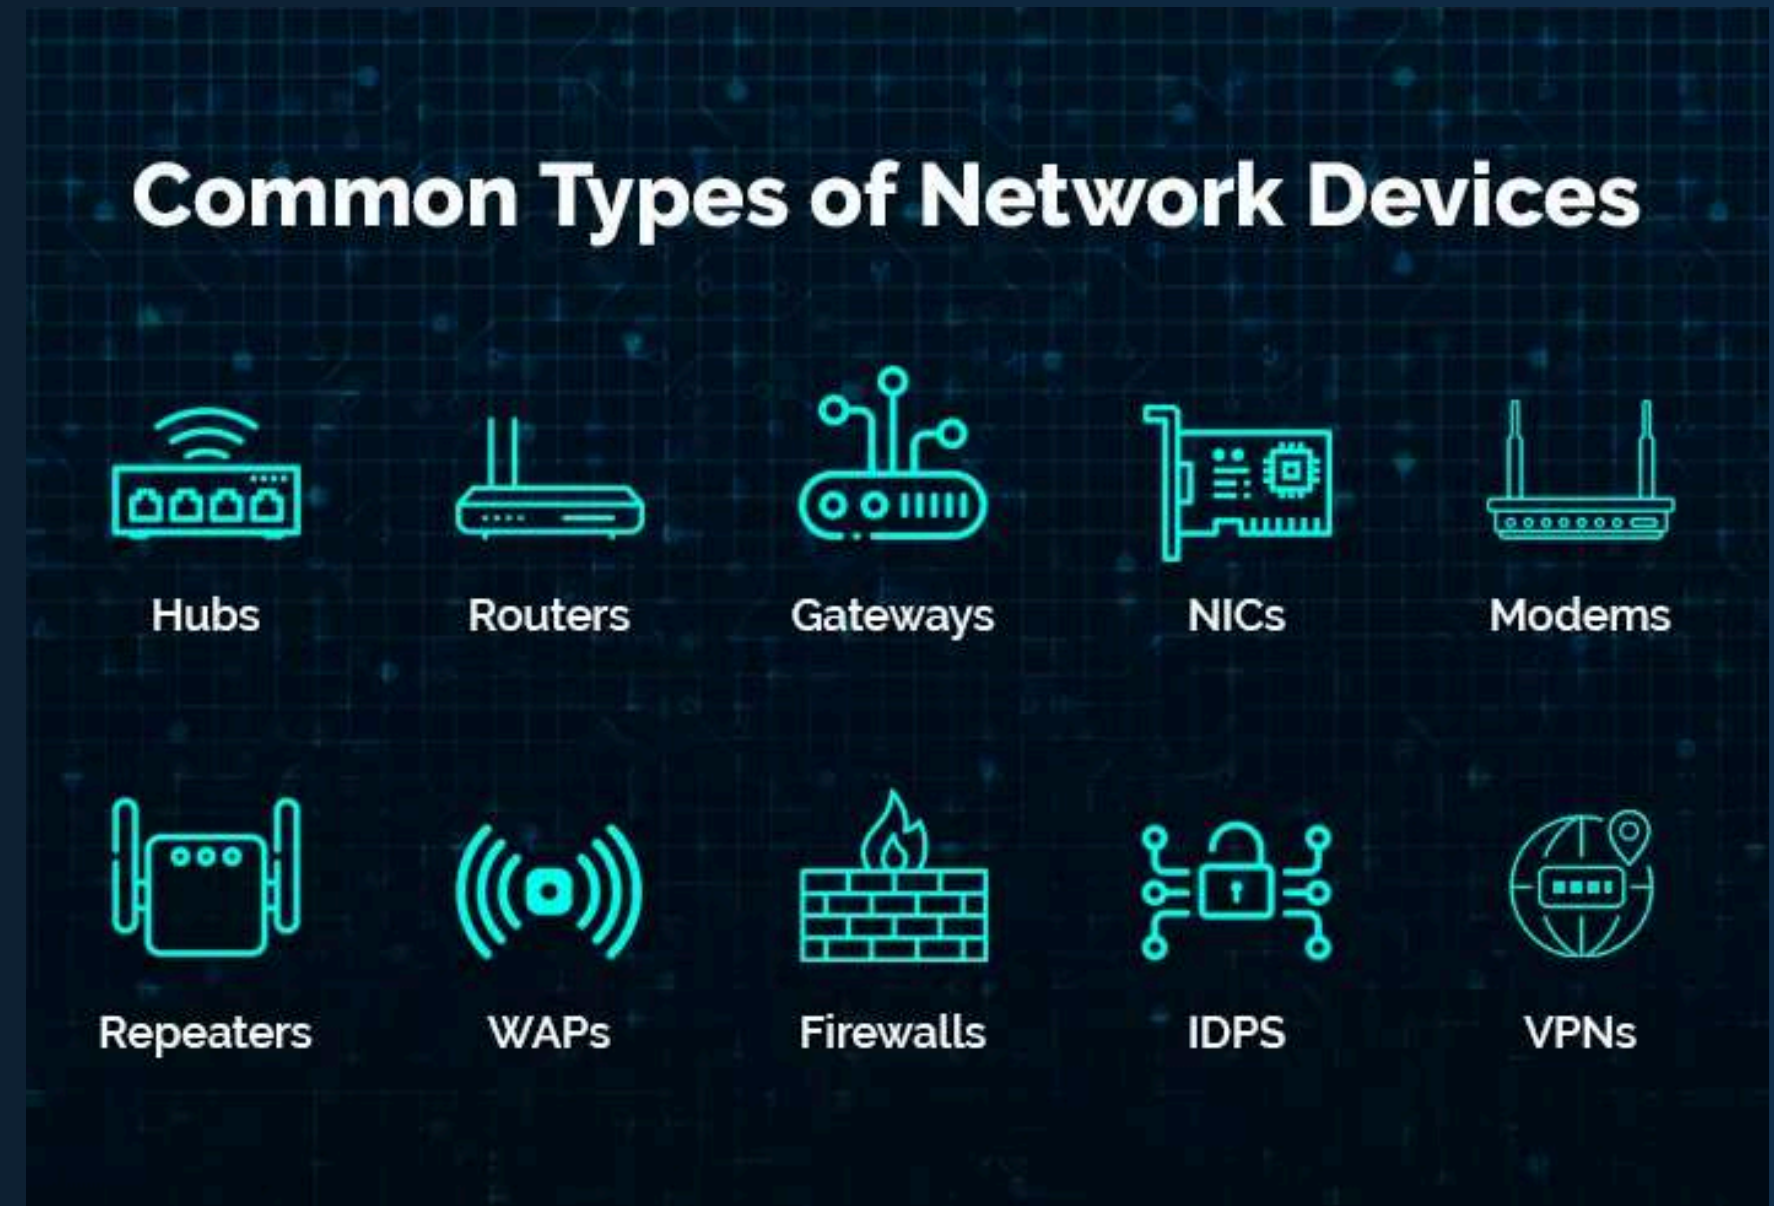 Common Types of Network Devices
Hubs
Routers
Gateways
NICs
Modems
Repeaters
WAPs
Firewalls
IDPS
VPNs